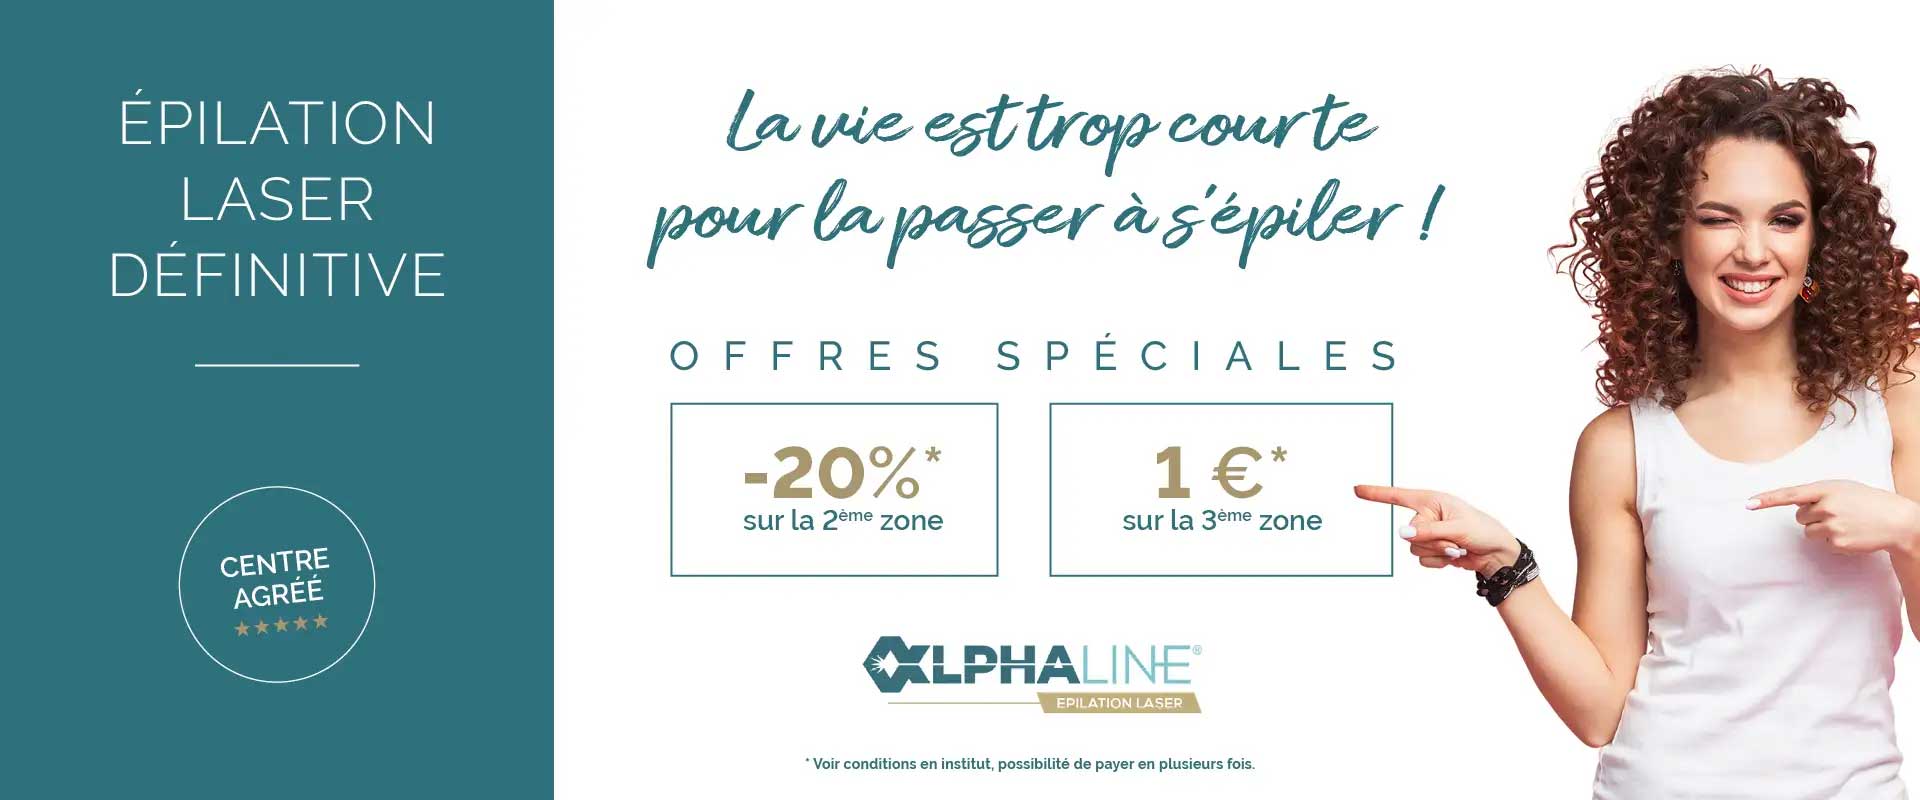 ÉPILATION
LASER
DÉFINITIVE
CENTRE
AGRÉÉ
La vie est trop courte
pour la passer à s'épiler !
OFFRES SPÉCIALES
-20%*
sur la 2ème zone
1 €*
sur la 3ème zone
ALPHALINE®
EPILATION LASER
* Voir conditions en institut, possibilité de payer en plusieurs fois.